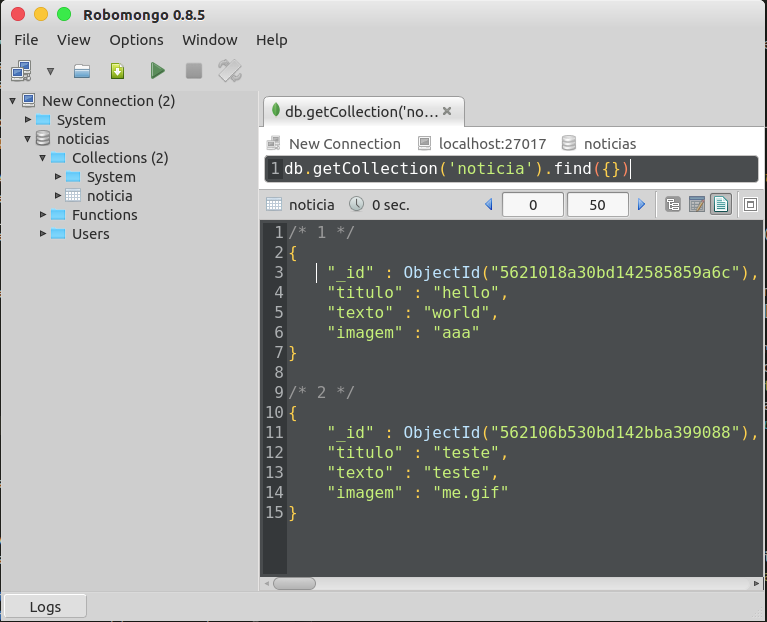 Robomongo 0.8.5
File View Options Window Help
New Connection (2)
System
noticias
Collections (2)
System
noticia
Functions
Users
db.getCollection('no...
New Connection localhost:27017 noticias
1 db.getCollection('noticia').find({})
noticia 0 sec. 0 50
1 /* 1 */
2 {
3 "_id" : ObjectId("5621018a30bd142585859a6c"),
4 "titulo" : "hello",
5 "texto" : "world",
6 "imagem" : "aaa"
7 }
8
9 /* 2 */
10 {
11 "_id" : ObjectId("562106b530bd142bba399088"),
12 "titulo" : "teste",
13 "texto" : "teste",
14 "imagem" : "me.gif"
15 }
Logs